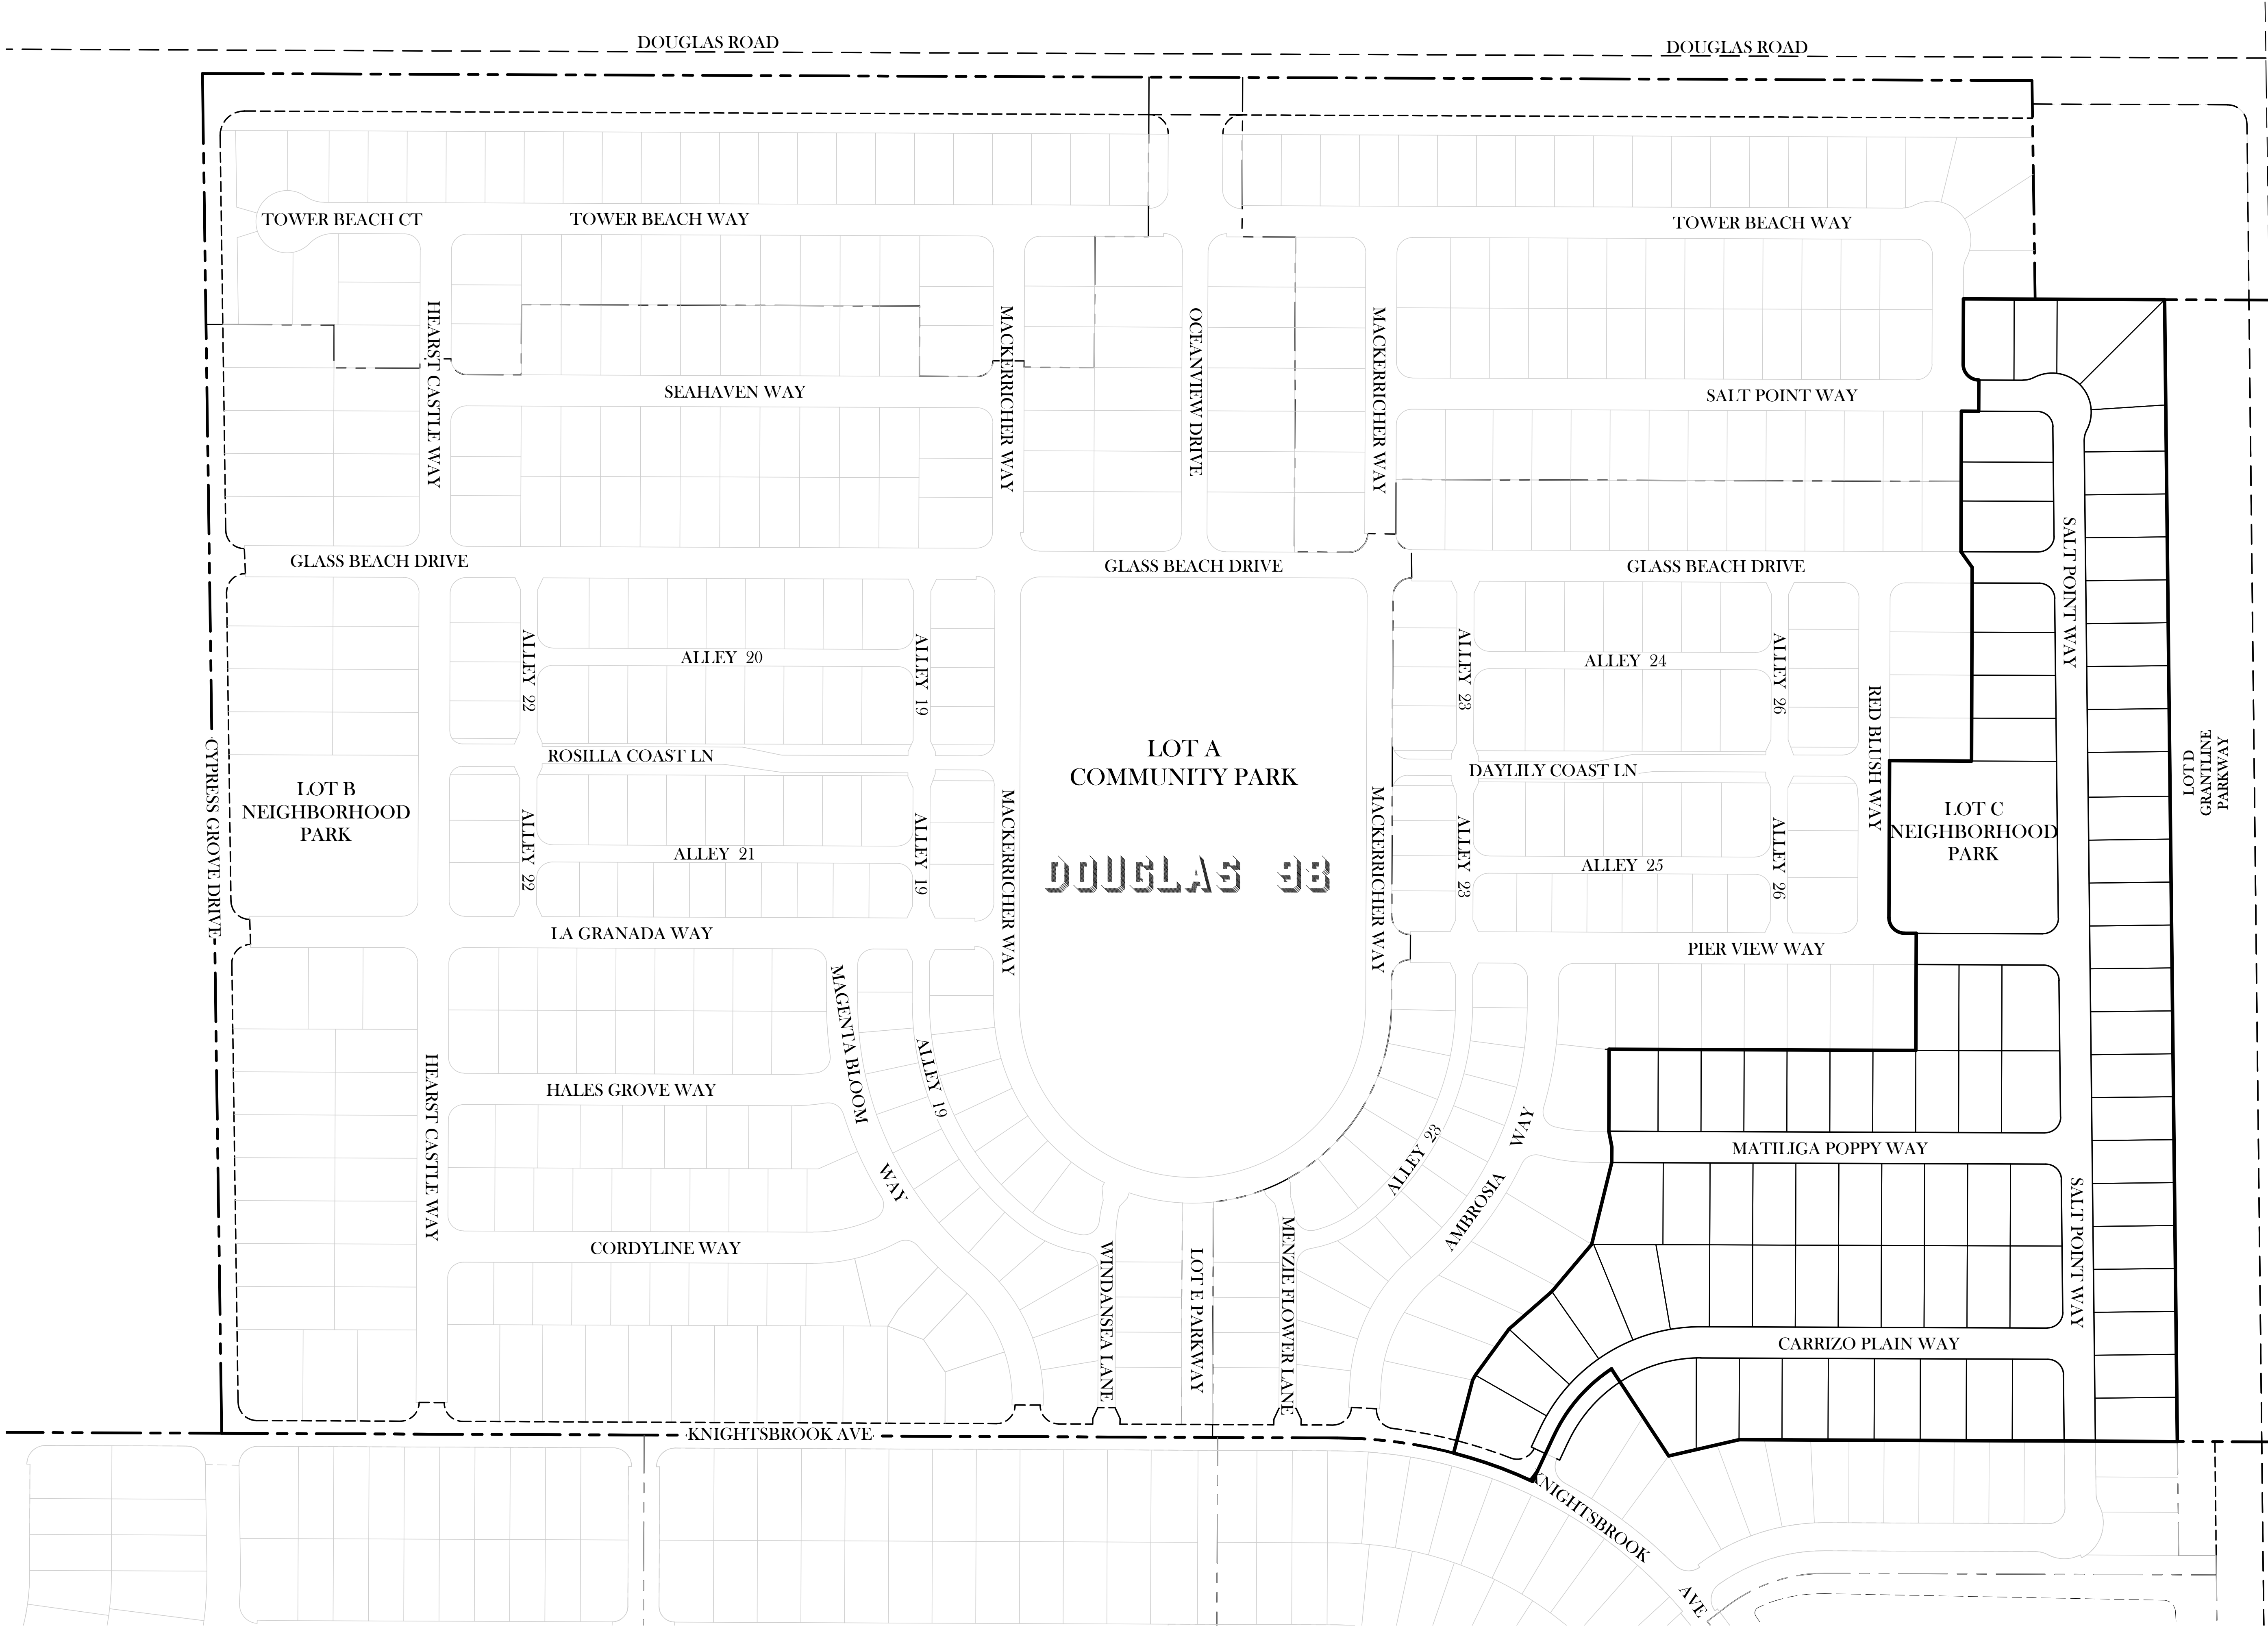 DOUGLAS ROAD
DOUGLAS ROAD
TOWER BEACH CT
TOWER BEACH WAY
TOWER BEACH WAY
HEARST CASTLE WAY
MACKERRICHER WAY
OCEANVIEW DRIVE
MACKERRICHER WAY
SEAHAVEN WAY
SALT POINT WAY
GLASS BEACH DRIVE
GLASS BEACH DRIVE
GLASS BEACH DRIVE
SALT POINT WAY
ALLEY 22
ALLEY 20
ALLEY 19
ALLEY 23
ALLEY 24
ALLEY 26
RED BLUSH WAY
ROSILLA COAST LN
DAYLILY COAST LN
LOT A
COMMUNITY PARK
LOT B
NEIGHBORHOOD
PARK
LOT C
NEIGHBORHOOD
PARK
LOT D
GRANTLINE
PARKWAY
CYPRESS GROVE DRIVE
ALLEY 22
ALLEY 21
ALLEY 19
MACKERRICHER WAY
DOUGLAS 98
MACKERRICHER WAY
ALLEY 23
ALLEY 25
ALLEY 26
LA GRANADA WAY
PIER VIEW WAY
MAGENTA BLOOM
WAY
ALLEY 19
HEARST CASTLE WAY
HALES GROVE WAY
ALLEY 23
AMBROSIA
WAY
MATILIGA POPPY WAY
SALT POINT WAY
CORDYLINE WAY
WINDANSEA LANE
LOT E PARKWAY
MENZIE FLOWER LANE
CARRIZO PLAIN WAY
KNIGHTSBROOK AVE
KNIGHTSBROOK
AVE